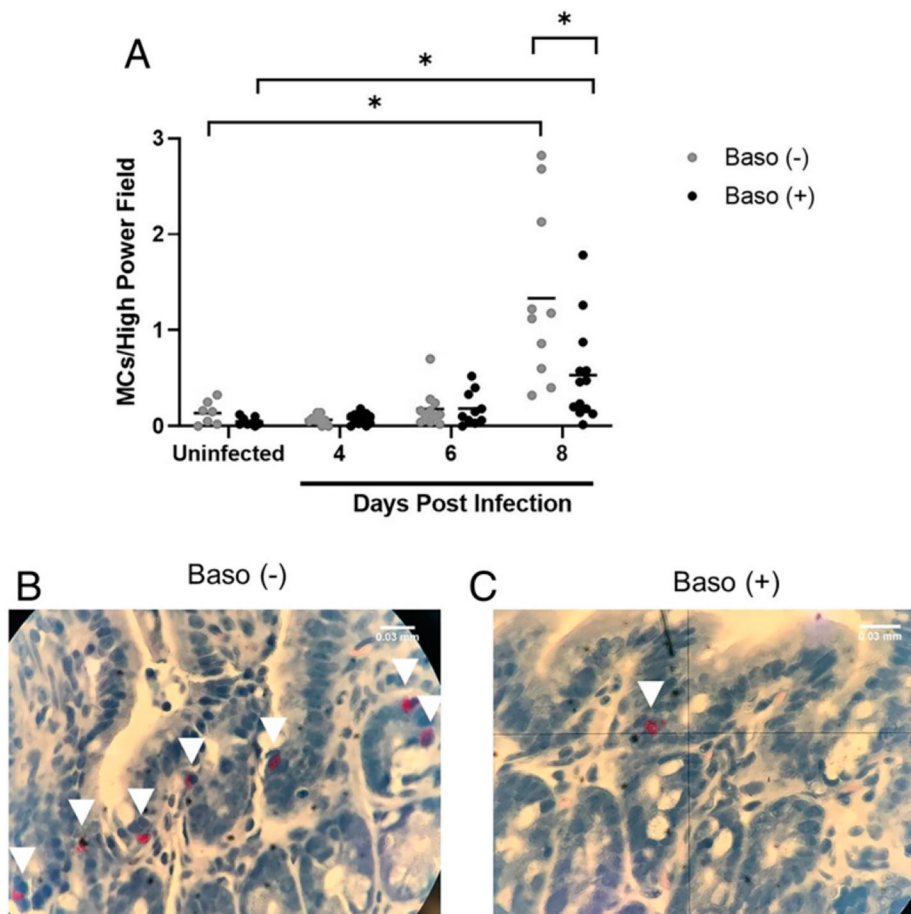 A
*
*
*
MCs/High Power Field
3
2
1
0
Uninfected 4 6 8
Days Post Infection
Baso (-)
Baso (+)
B Baso (-)
0.03 mm
C Baso (+)
0.03 mm